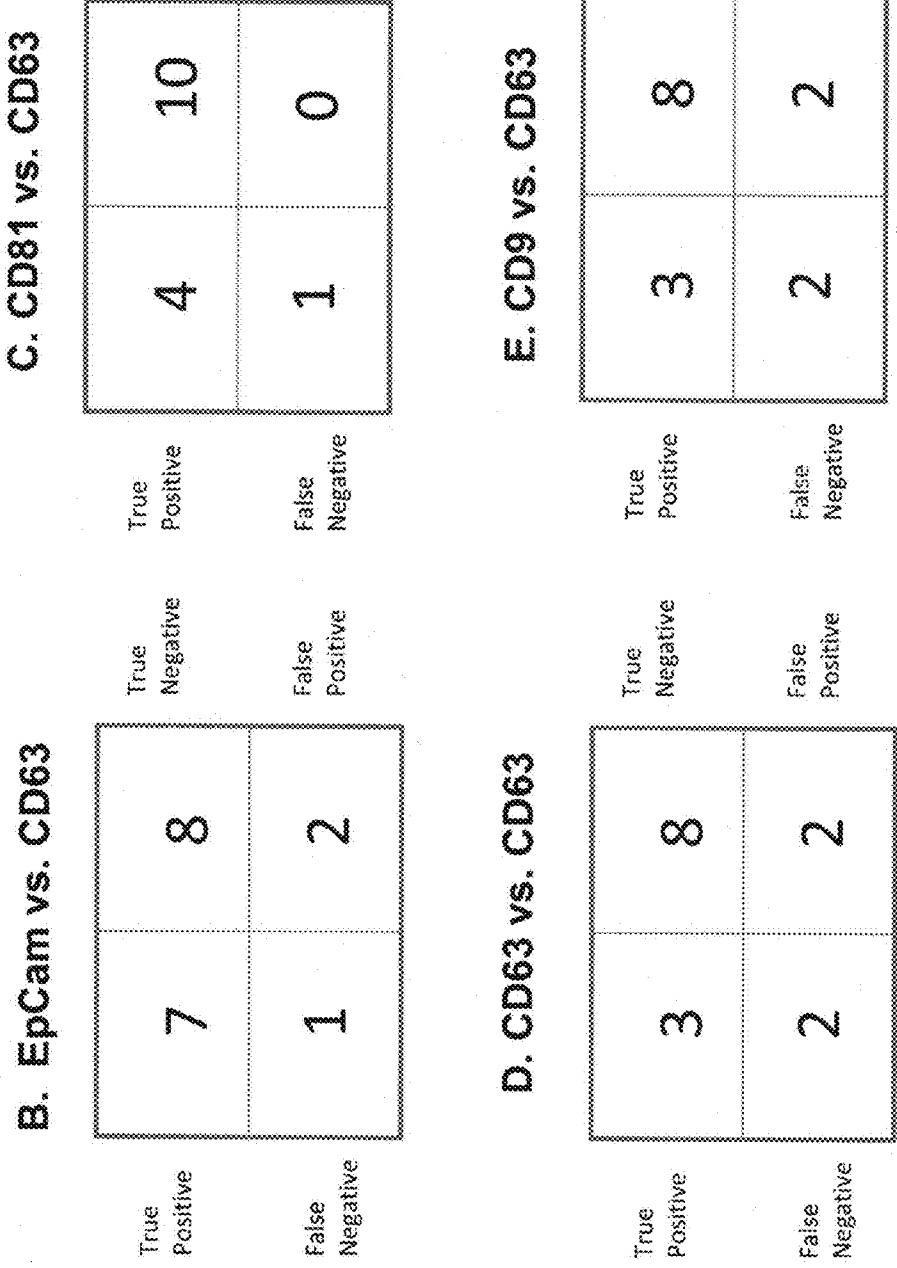 B. EpCam vs. CD63
True
Positive
7
8
True
Negative
False
Negative
1
2
False
Positive
C. CD81 vs. CD63
True
Positive
4
10
False
Negative
1
0
D. CD63 vs. CD63
True
Positive
3
8
True
Negative
False
Negative
2
2
False
Positive
E. CD9 vs. CD63
True
Positive
3
8
False
Negative
2
2